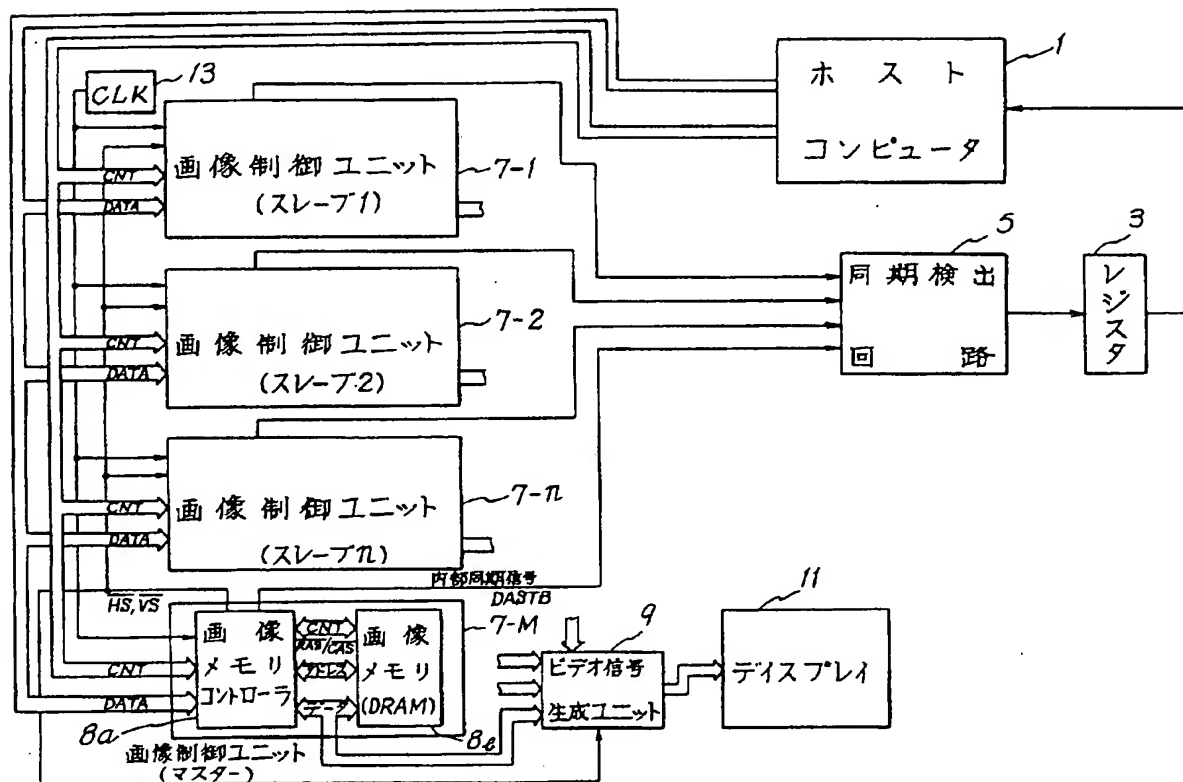 13
CLK
1
ホスト
コンピュータ
画像制御ユニット
(スレーブ1)
7-1
CNT
DATA
5
同期検出
回路
3
レジスタ
画像制御ユニット
(スレーブ2)
7-2
CNT
DATA
画像制御ユニット
(スレーブn)
7-n
CNT
DATA
内部同期信号
DASTB
HS, VS
7-M
画像
メモリ
コントローラ
CNT
RAS/CAS
データ
画像
メモリ
(DRAM)
CNT
DATA
8a
8e
画像制御ユニット
(マスター)
9
ビデオ信号
生成ユニット
11
デイスプレイ